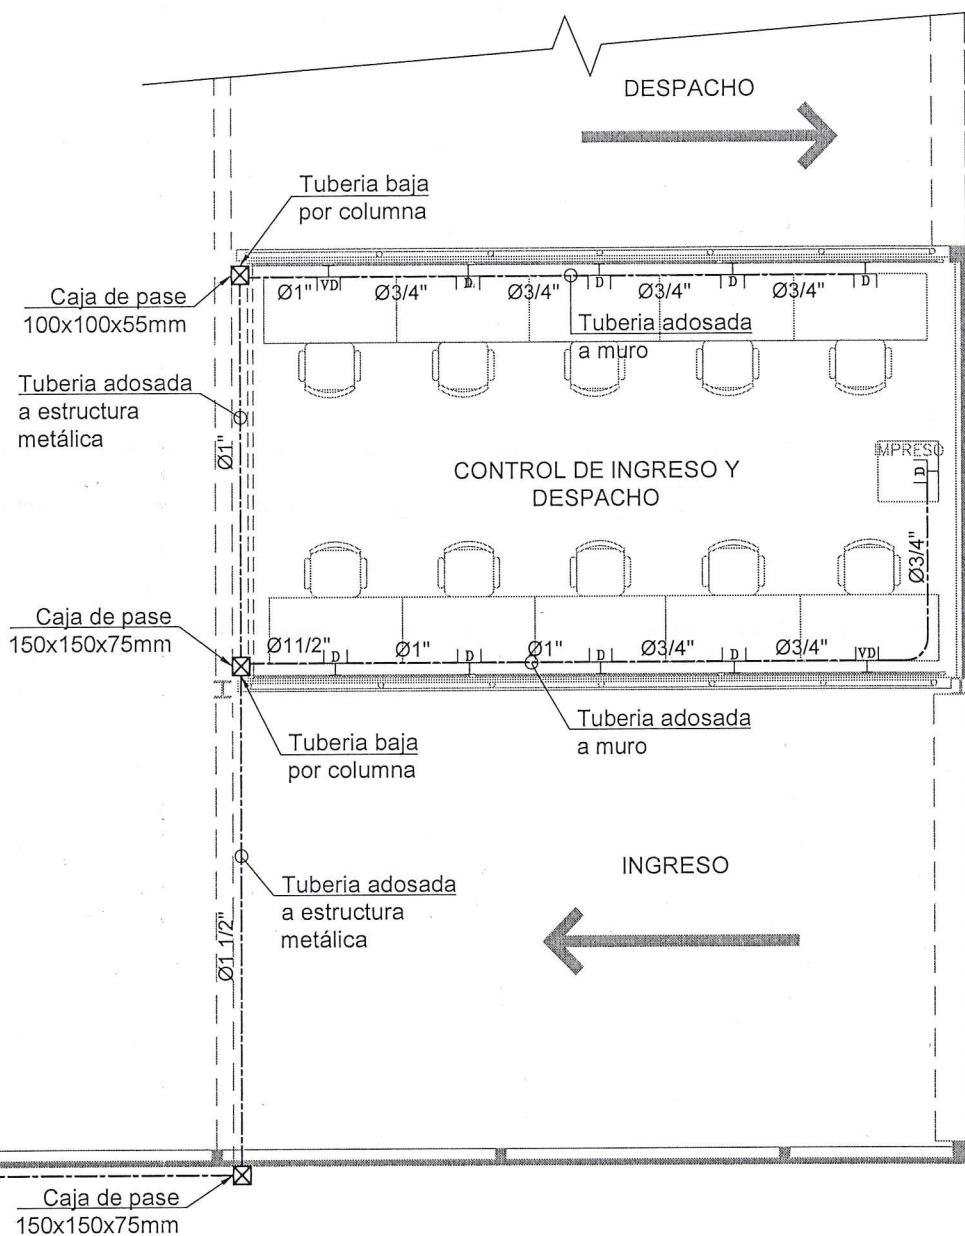 DESPACHO
Tuberia baja
por columna
Caja de pase
100x100x55mm
Ø1"
VD
Ø3/4"
D
Ø3/4"
D
Ø3/4"
D
Ø3/4"
D
Tuberia adosada
a muro
Tuberia adosada
a estructura
metálica
Ø1"
IMPRESO
D
CONTROL DE INGRESO Y
DESPACHO
Ø3/4"
Caja de pase
150x150x75mm
Ø11/2"
D
Ø1"
D
Ø1"
D
Ø3/4"
D
Ø3/4"
VD
Tuberia baja
por columna
Tuberia adosada
a muro
Tuberia adosada
a estructura
metálica
INGRESO
Ø1.1/2"
Caja de pase
150x150x75mm